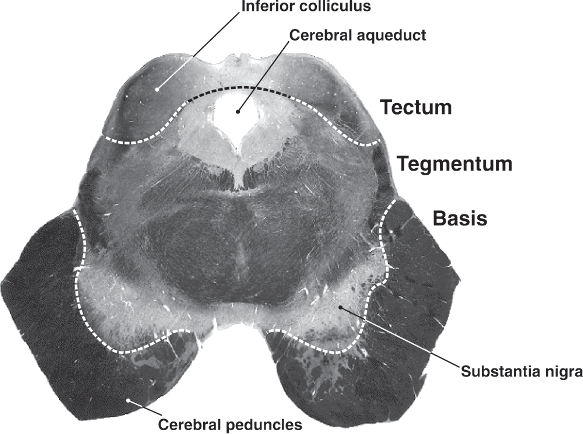 Inferior colliculus
Cerebral aqueduct
Tectum
Tegmentum
Basis
Substantia nigra
Cerebral peduncles